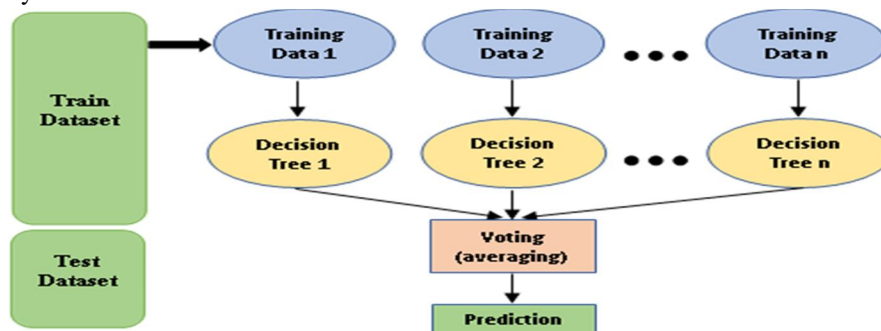 Training
Data 1
Training
Data 2
Training
Data n
Train
Dataset
Decision
Tree 1
Decision
Tree 2
Decision
Tree n
Voting
(averaging)
Test
Dataset
Prediction